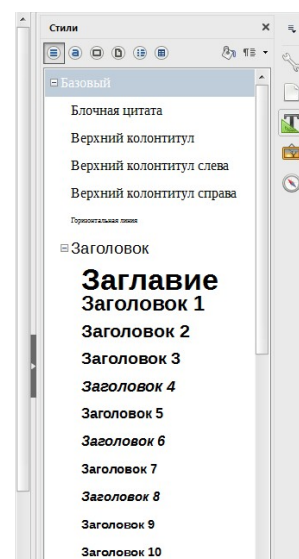 Стили
Базовый
Блочная цитата
Верхний колонтитул
Верхний колонтитул слева
Верхний колонтитул справа
Горизонтальная линия
Заголовок
Заглавие
Заголовок 1
Заголовок 2
Заголовок 3
Заголовок 4
Заголовок 5
Заголовок 6
Заголовок 7
Заголовок 8
Заголовок 9
Заголовок 10